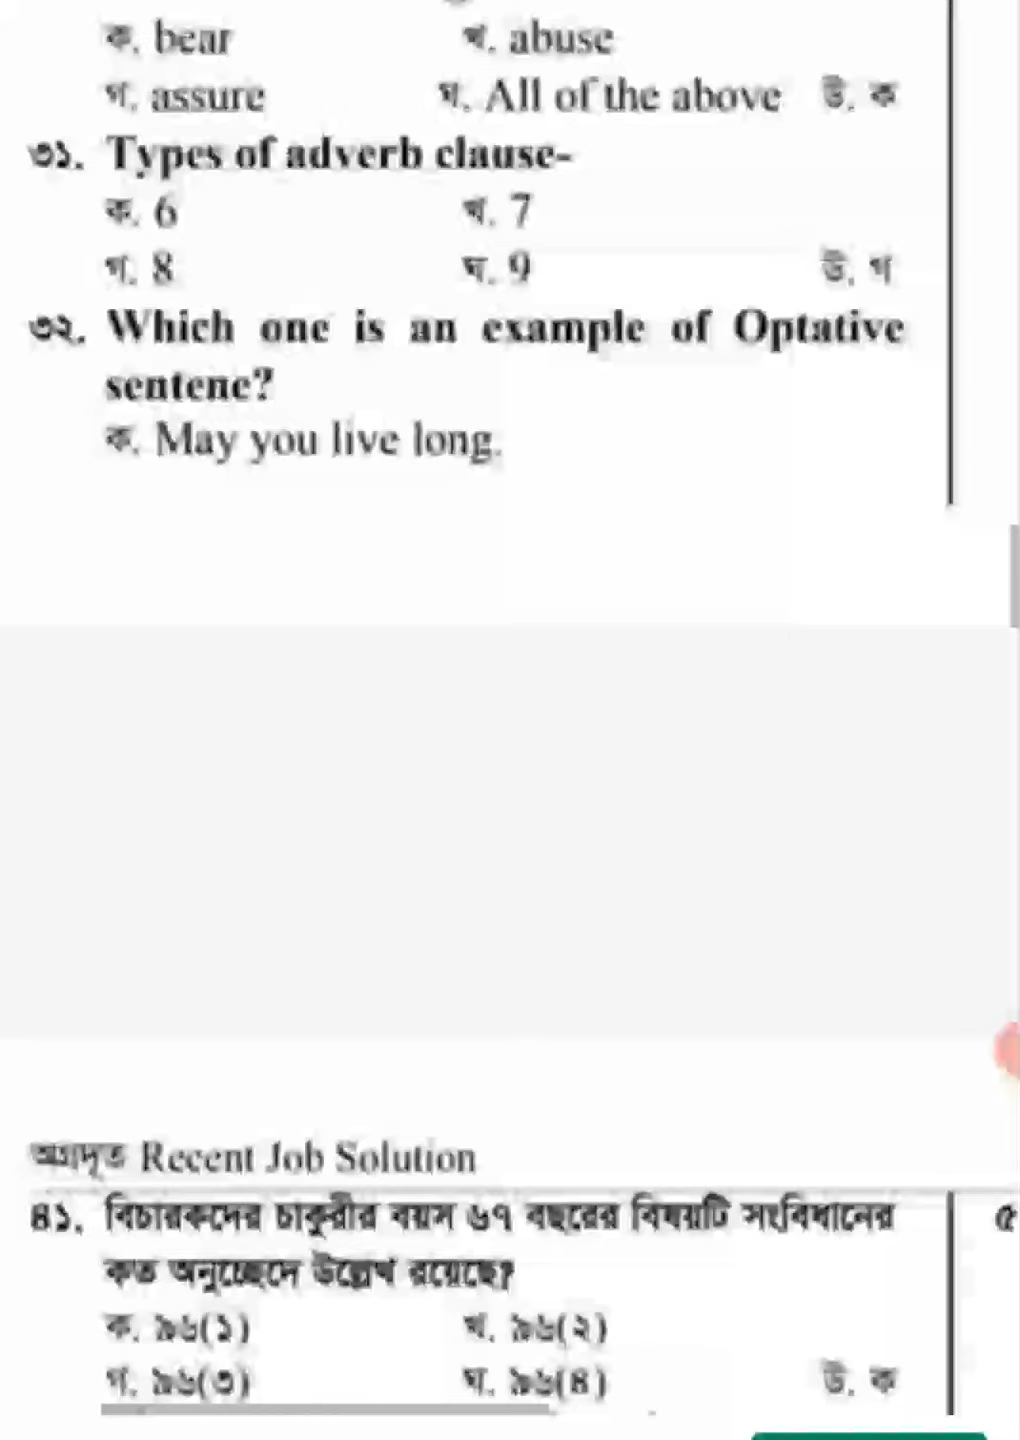 ক. bear খ. abuse
গ. assure ঘ. All of the above উ. ক
৩১. Types of adverb clause-
ক. 6 খ. 7
গ. 8 ঘ. 9 উ. গ
৩২. Which one is an example of Optative
sentenc?
ক. May you live long.
অগ্রদূত Recent Job Solution
৪১. বিচারকদের চাকুরীর বয়স ৬৭ বছরের বিষয়টি সংবিধানের
কত অনুচ্ছেদে উল্লেখ রয়েছে?
৫
ক. ৯৬(১) খ. ৯৬(২)
গ. ৯৬(৩) ঘ. ৯৬(৪) উ. ক